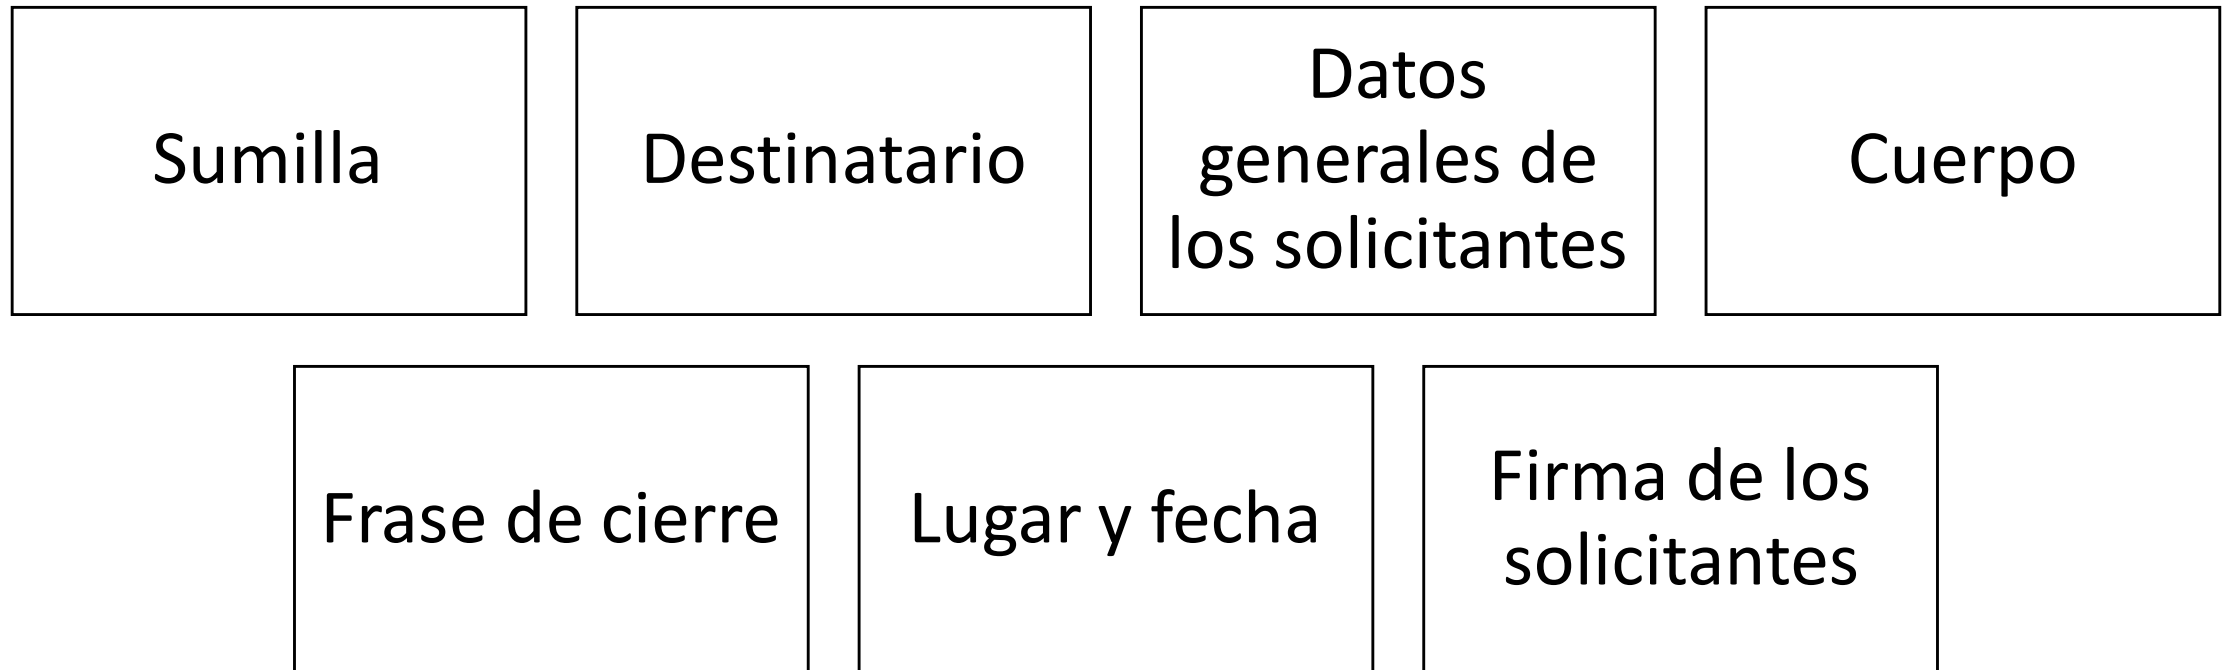 Sumilla
Destinatario
Datos
generales de
los solicitantes
Cuerpo
Frase de cierre
Lugar y fecha
Firma de los
solicitantes